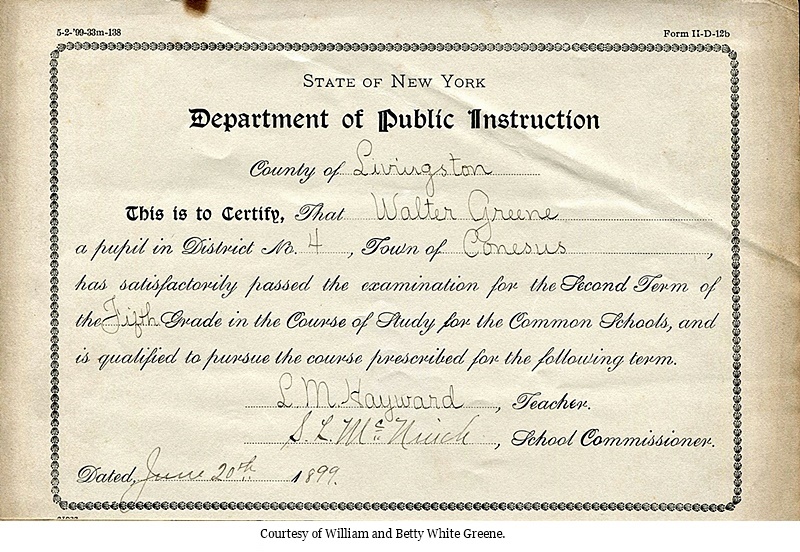 5-2-'99-33m-138 Form II-D-12b
STATE OF NEW YORK
Department of Public Instruction
County of Livingston
This is to Certify, That Walter Greene
a pupil in District No. 4, Town of Conesus,
has satisfactorily passed the examination for the Second Term of
the Fifth Grade in the Course of Study for the Common Schools, and
is qualified to pursue the course prescribed for the following term.
L M Hayward, Teacher.
S. L. McNinch, School Commissioner.
Dated, June 20th 1899.
Courtesy of William and Betty White Greene.